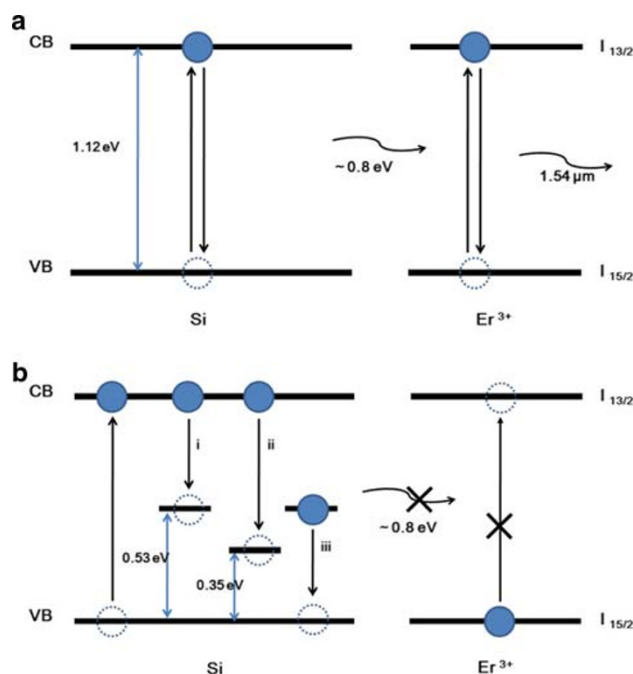 a
CB
I 13/2
1.12 eV
~ 0.8 eV
1.54 µm
VB
I 15/2
Si
Er 3+
b
CB
I 13/2
i
ii
~ 0.8 eV
0.53 eV
iii
0.35 eV
VB
I 15/2
Si
Er 3+